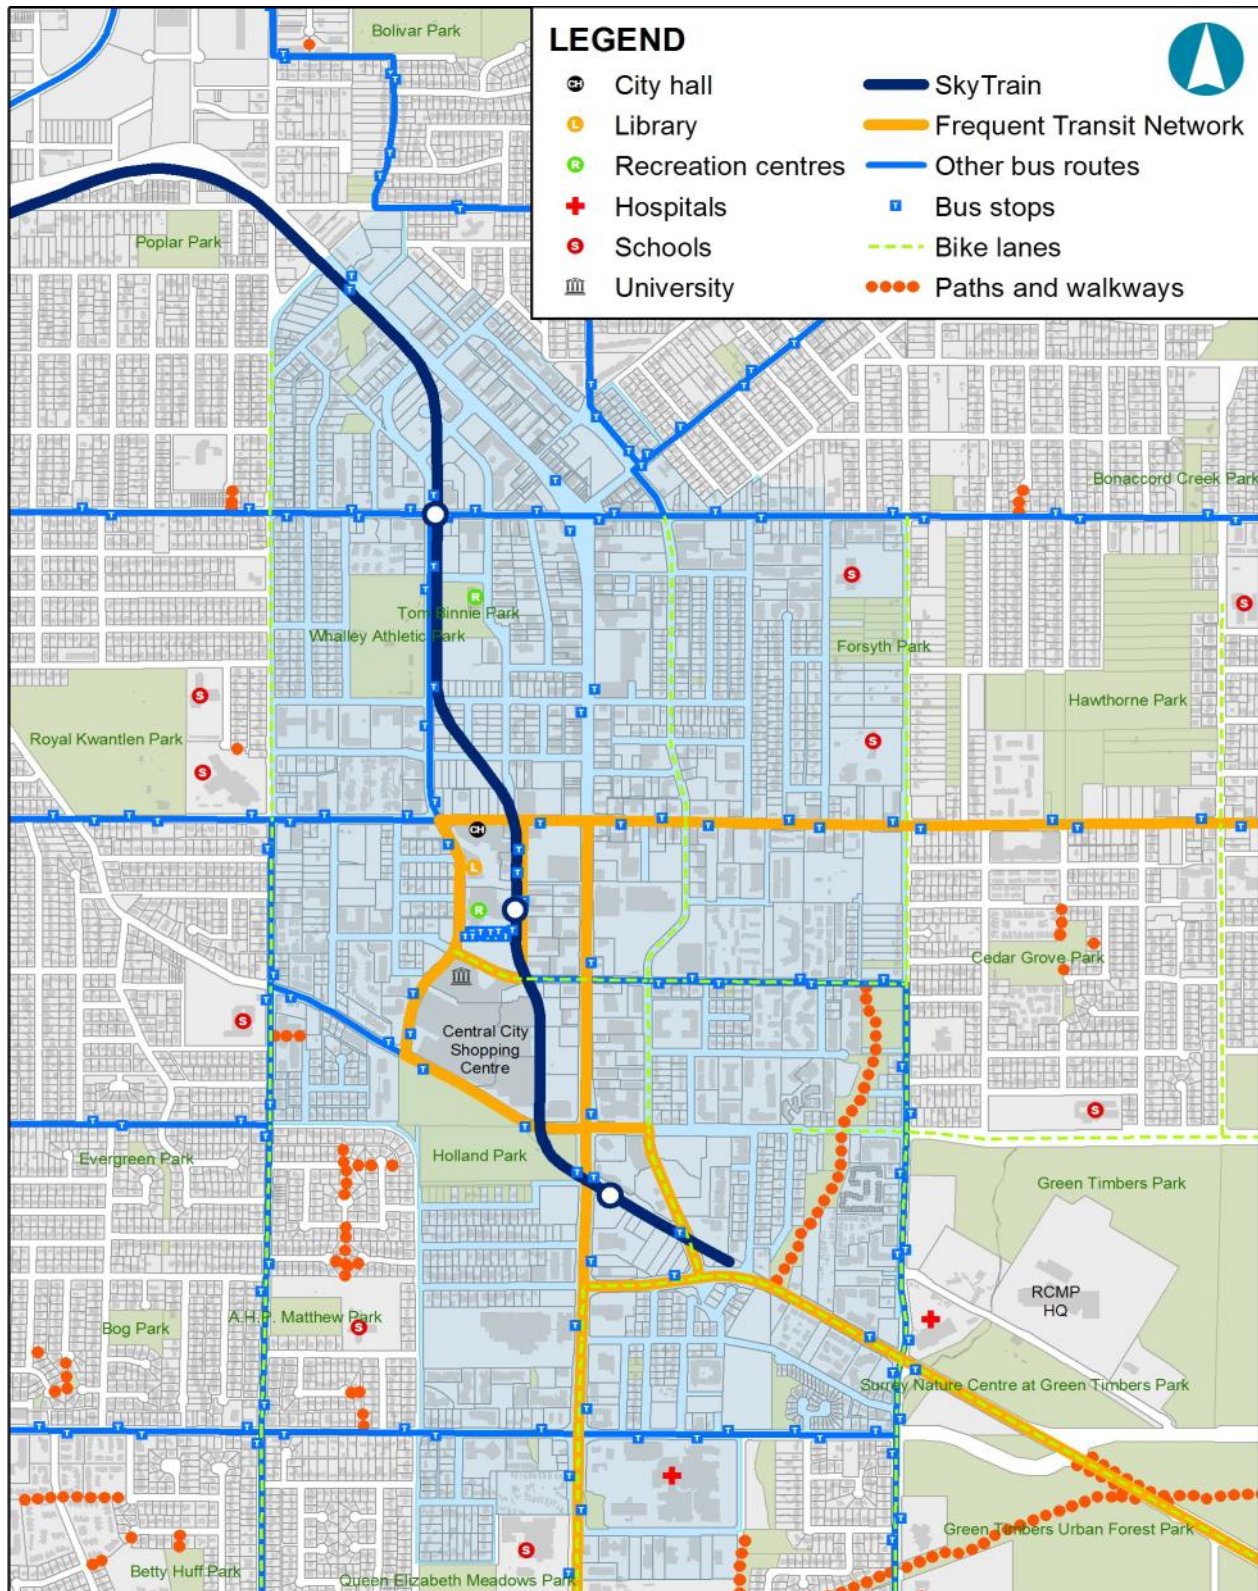 Bolivar Park
LEGEND
CH City hall
L Library
R Recreation centres
Hospitals
S Schools
University
SkyTrain
Frequent Transit Network
Other bus routes
T Bus stops
Bike lanes
Paths and walkways
Poplar Park
Bonaccord Creek Park
Tom Binnie Park
Whalley Athletic Park
Forsyth Park
Hawthorne Park
Royal Kwantlen Park
CH
L
R
Cedar Grove Park
Central City
Shopping
Centre
Evergreen Park
Holland Park
Green Timbers Park
RCMP
HQ
A.H.P. Matthew Park
Bog Park
Surrey Nature Centre at Green Timbers Park
Green Timbers Urban Forest Park
Betty Huff Park
Queen Elizabeth Meadows Park